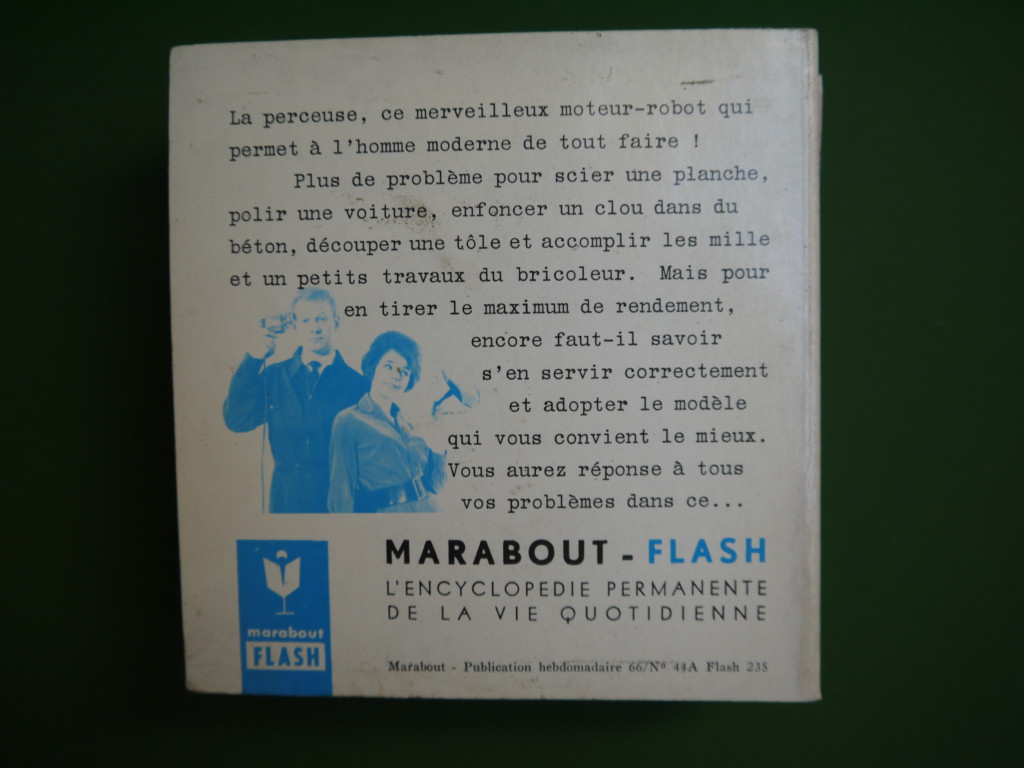 La perceuse, ce merveilleux moteur-robot qui
permet à l'homme moderne de tout faire !
Plus de problème pour scier une planche,
polir une voiture, enfoncer un clou dans du
béton, découper une tôle et accomplir les mille
et un petits travaux du bricoleur. Mais pour
en tirer le maximum de rendement,
encore faut-il savoir
s'en servir correctement
et adopter le modèle
qui vous convient le mieux.
Vous aurez réponse à tous
vos problèmes dans ce...
MARABOUT - FLASH
L'ENCYCLOPEDIE PERMANENTE
DE LA VIE QUOTIDIENNE
marabout
FLASH
Marabout - Publication hebdomadaire 66/Nº 44A Flash 235